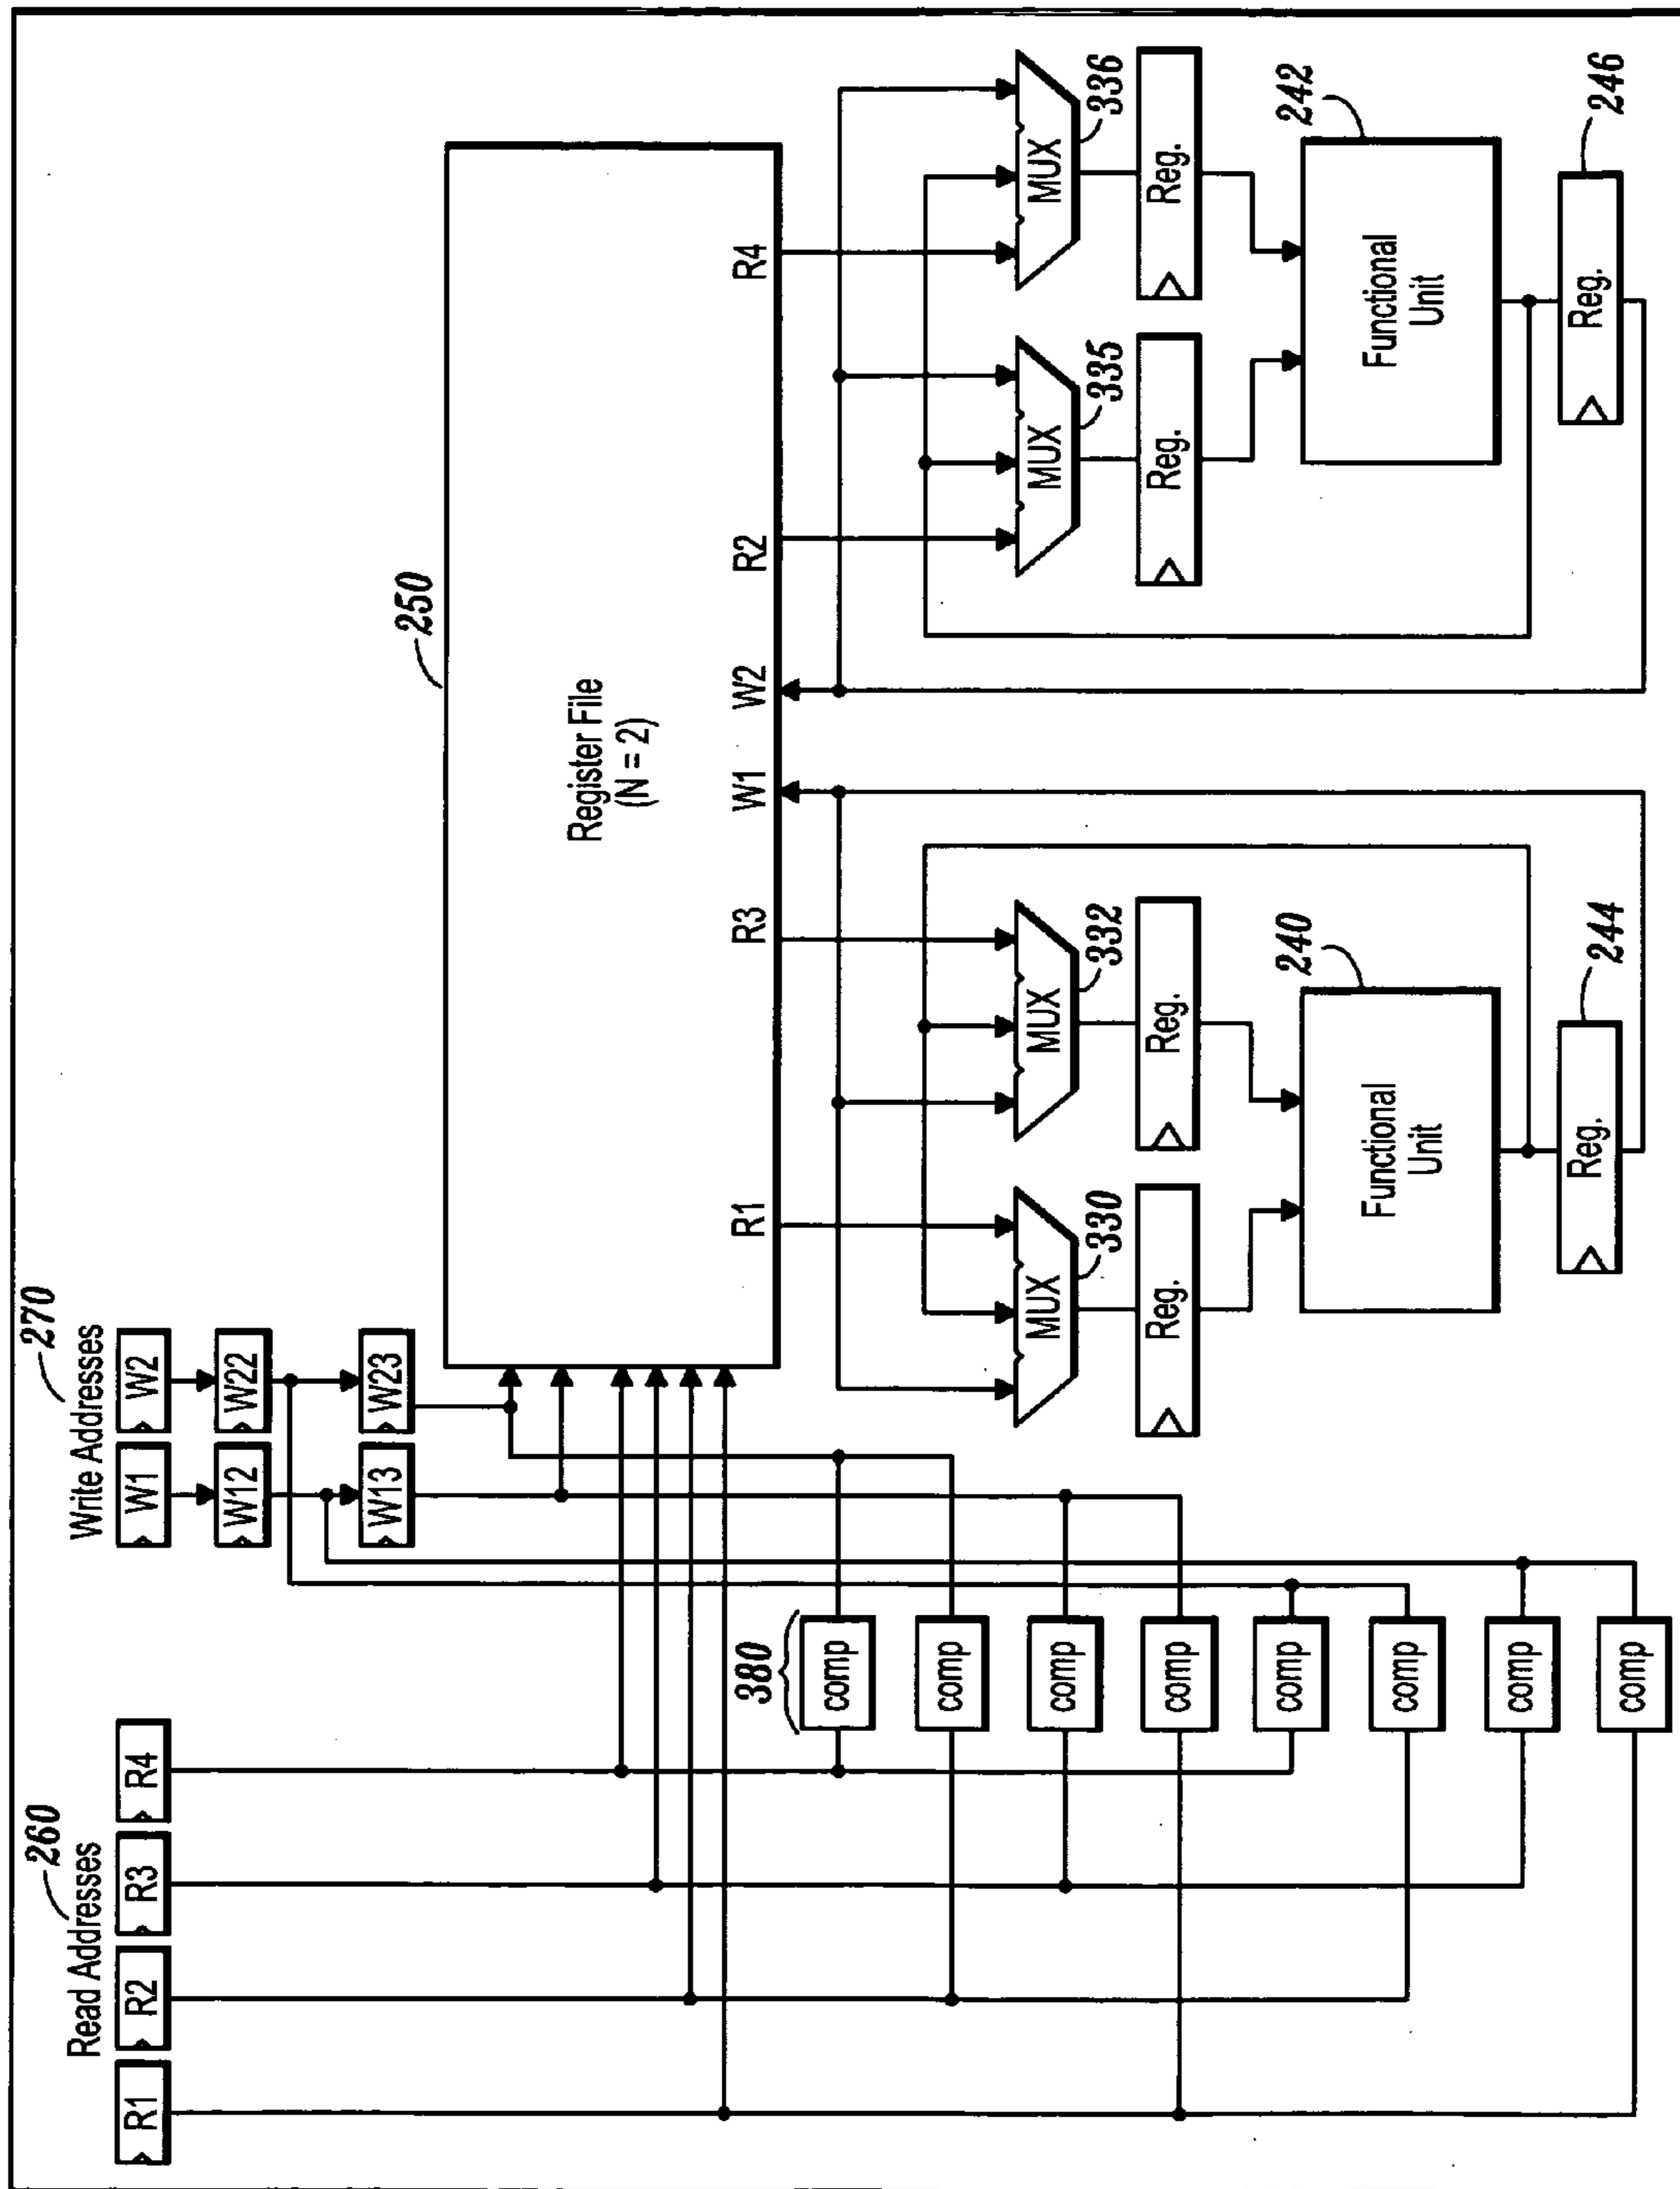 Read Addresses
260
R1
R2
R3
R4
Write Addresses
270
W1
W2
W12
W22
W13
W23
380
comp
comp
comp
comp
comp
comp
comp
comp
250
Register File
(N = 2)
R1
R3
W1
W2
R2
R4
MUX
330
MUX
332
MUX
335
MUX
336
Reg.
Reg.
Reg.
Reg.
Functional
Unit
240
Functional
Unit
242
Reg.
244
Reg.
246